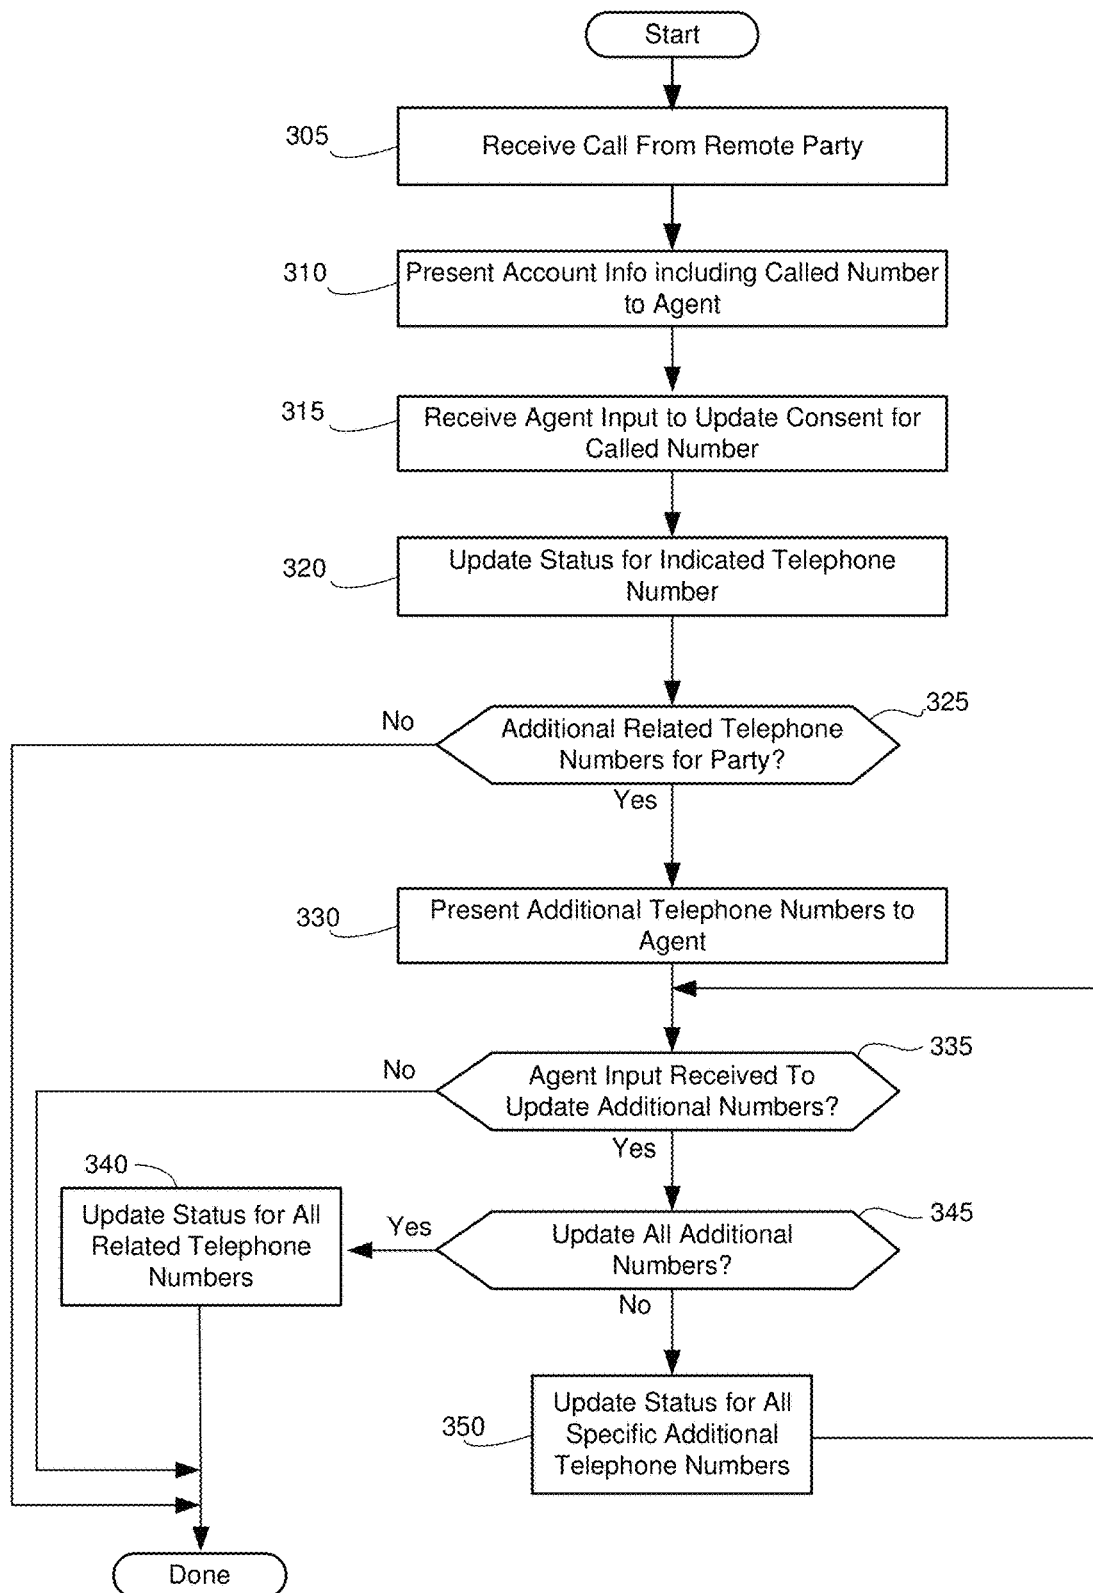 Start
305
Receive Call From Remote Party
310
Present Account Info including Called Number
to Agent
315
Receive Agent Input to Update Consent for
Called Number
320
Update Status for Indicated Telephone
Number
325
No
Additional Related Telephone
Numbers for Party?
Yes
330
Present Additional Telephone Numbers to
Agent
335
No
Agent Input Received To
Update Additional Numbers?
Yes
340
Update Status for All
Related Telephone
Numbers
345
Yes
Update All Additional
Numbers?
No
350
Update Status for All
Specific Additional
Telephone Numbers
Done